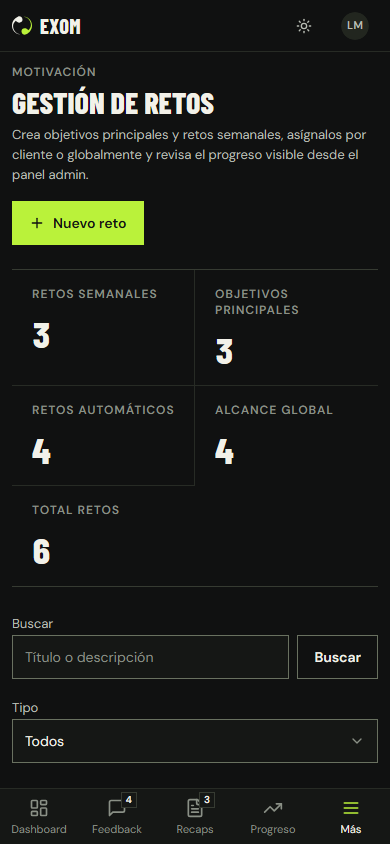 EXOM
LM
MOTIVACIÓN
GESTIÓN DE RETOS
Crea objetivos principales y retos semanales, asígnalos por
cliente o globalmente y revisa el progreso visible desde el
panel admin.
+ Nuevo reto
RETOS SEMANALES
3
OBJETIVOS
PRINCIPALES
3
RETOS AUTOMÁTICOS
4
ALCANCE GLOBAL
4
TOTAL RETOS
6
Buscar
Título o descripción
Buscar
Tipo
Todos
Dashboard
4
Feedback
3
Recaps
Progreso
Más